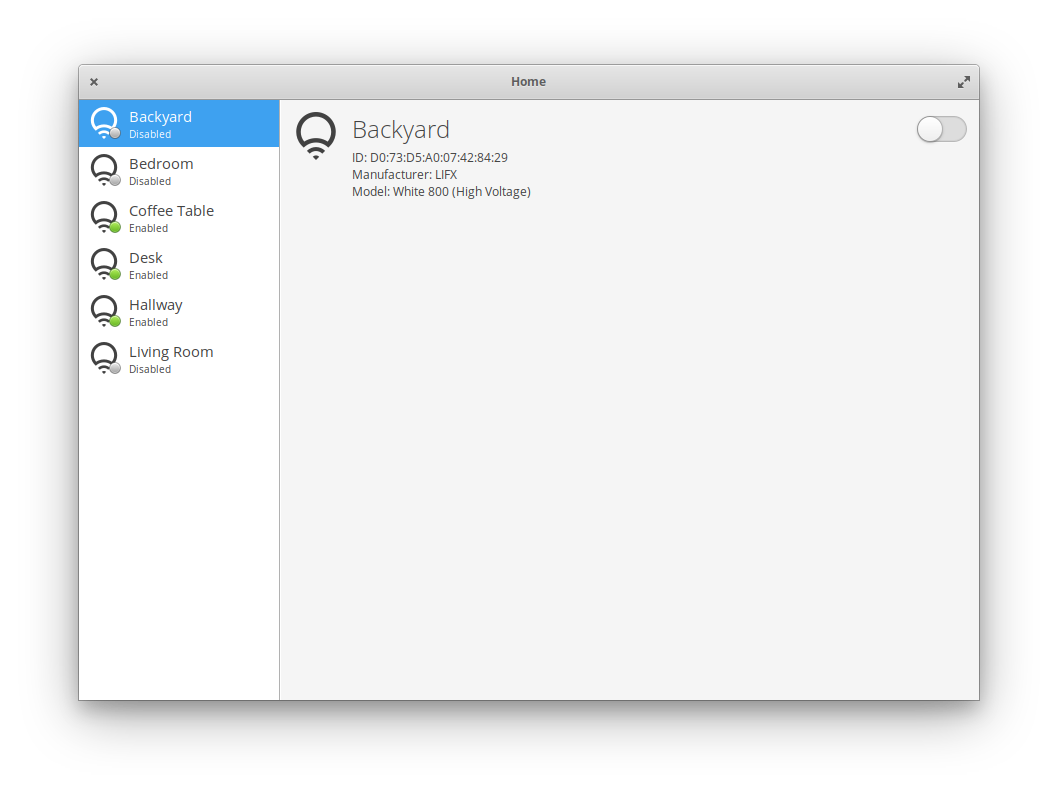 Home
Backyard
Disabled
Bedroom
Disabled
Coffee Table
Enabled
Desk
Enabled
Hallway
Enabled
Living Room
Disabled
Backyard
ID: D0:73:D5:A0:07:42:84:29
Manufacturer: LIFX
Model: White 800 (High Voltage)